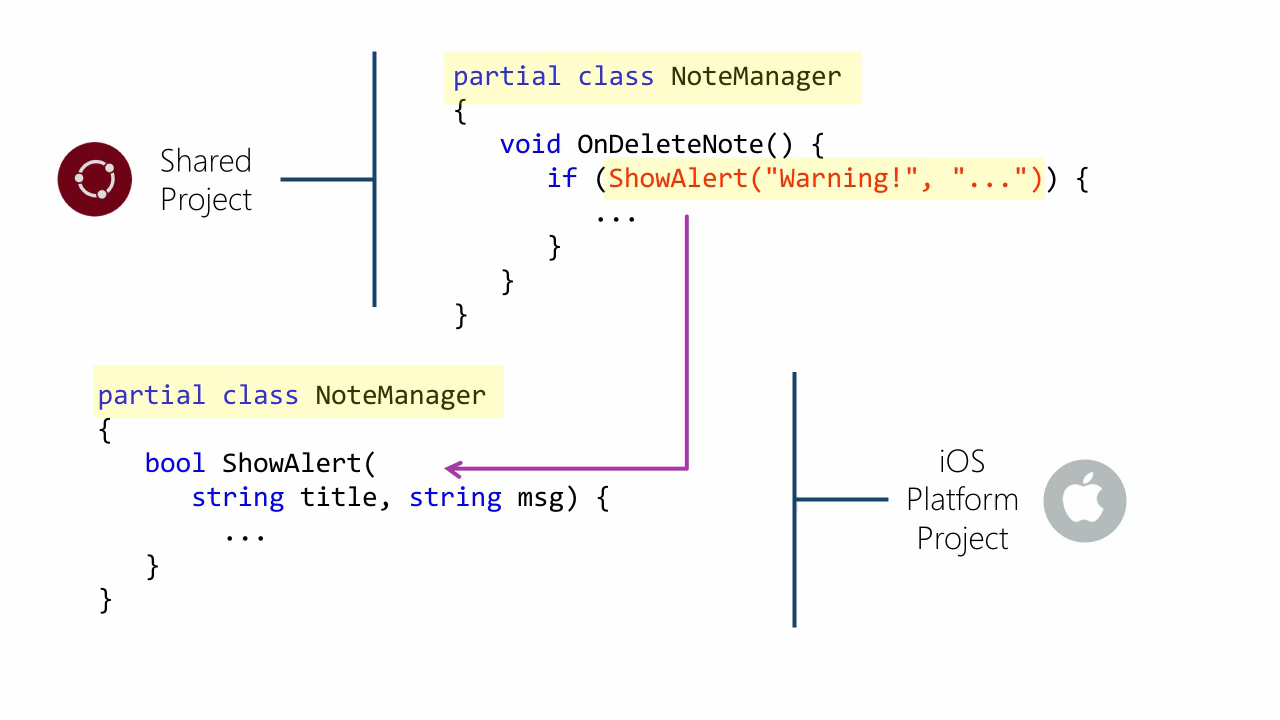 partial class NoteManager
{
void OnDeleteNote() {
if (ShowAlert("Warning!", "...")) {
...
}
}
}
Shared
Project
partial class NoteManager
{
bool ShowAlert(
string title, string msg) {
...
}
}
iOS
Platform
Project